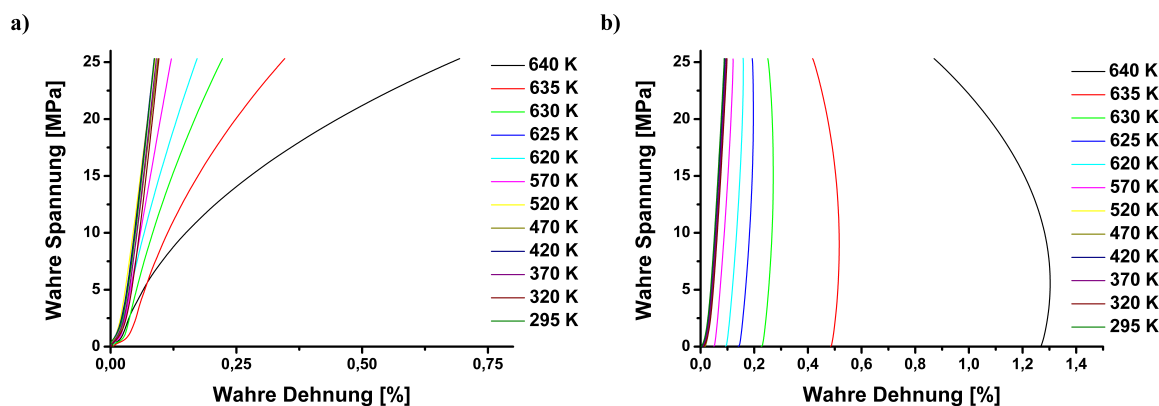 a)
Wahre Spannung [MPa]
25
20
15
10
5
0
0,00
0,25
0,50
0,75
Wahre Dehnung [%]
640 K
635 K
630 K
625 K
620 K
570 K
520 K
470 K
420 K
370 K
320 K
295 K
b)
Wahre Spannung [MPa]
25
20
15
10
5
0
0,0
0,2
0,4
0,6
0,8
1,0
1,2
1,4
Wahre Dehnung [%]
640 K
635 K
630 K
625 K
620 K
570 K
520 K
470 K
420 K
370 K
320 K
295 K